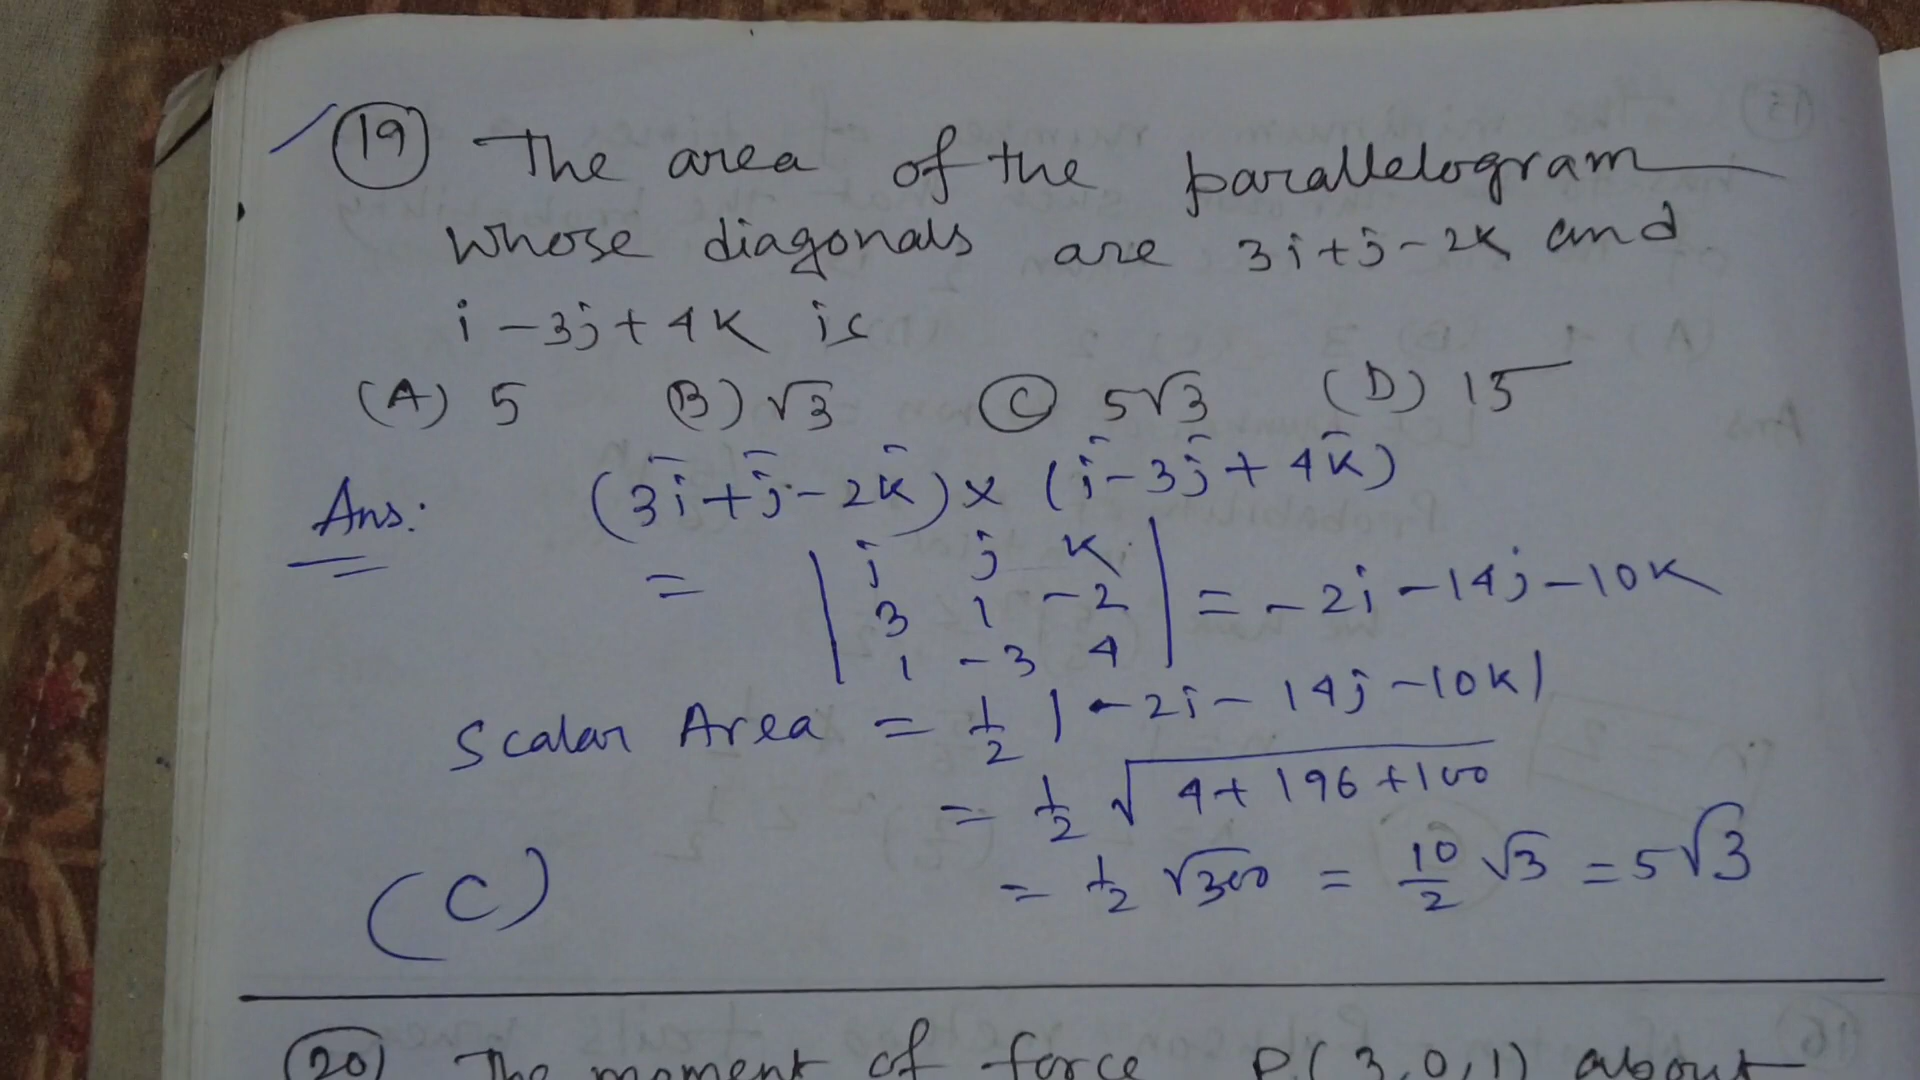 19 The area of the parallelogram
whose diagonals are 3i+j-2k and
i-3j+4k is
(A) 5 (B) √3 (C) 5√3 (D) 15
Ans: (3i̅+j̅-2k̅)×(i̅-3j̅+4k̅)
= | i j k
3 1 -2
1 -3 4 | = -2i-14j-10k
Scalar Area = 1/2 |-2i-14j-10k|
= 1/2 √4+196+100
(C) = 1/2 √300 = 10/2 √3 = 5√3
20 The moment of force P(3,0,1) about